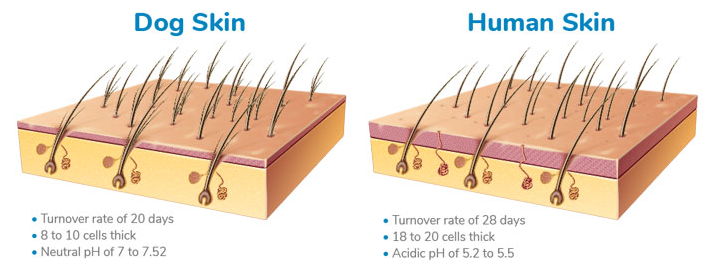 Dog Skin
• Turnover rate of 20 days
• 8 to 10 cells thick
• Neutral pH of 7 to 7.52
Human Skin
• Turnover rate of 28 days
• 18 to 20 cells thick
• Acidic pH of 5.2 to 5.5